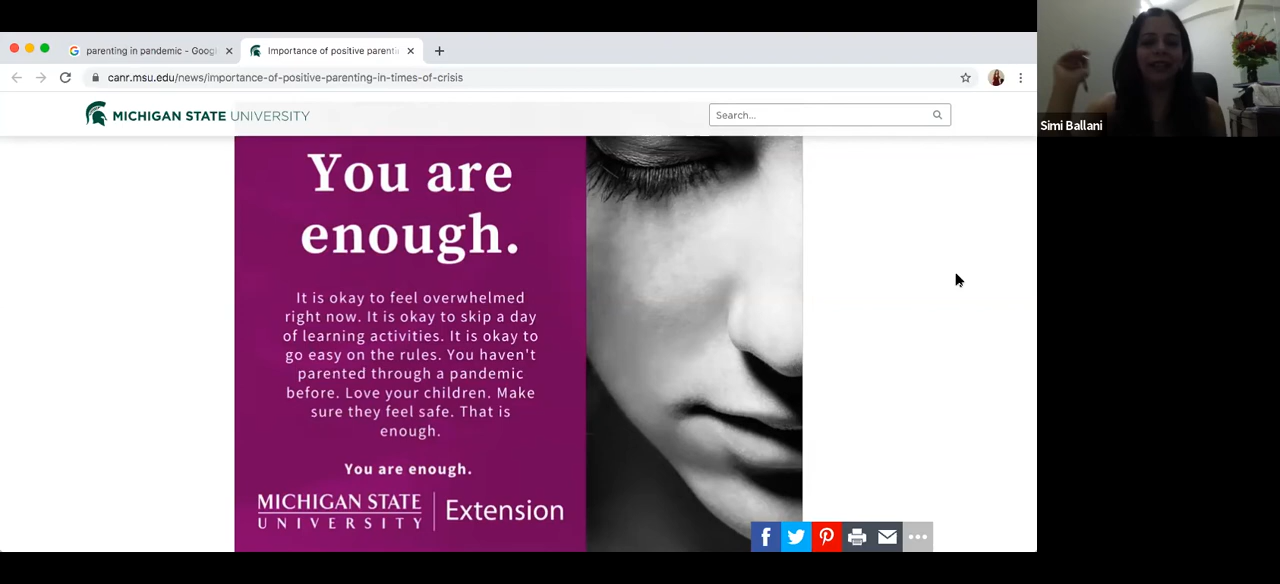 parenting in pandemic - Goog
Importance of positive parenti
canr.msu.edu/news/importance-of-positive-parenting-in-times-of-crisis
MICHIGAN STATE UNIVERSITY
Search...
Simi Ballani
You are
enough.
It is okay to feel overwhelmed
right now. It is okay to skip a day
of learning activities. It is okay to
go easy on the rules. You haven't
parented through a pandemic
before. Love your children. Make
sure they feel safe. That is
enough.
You are enough.
MICHIGAN STATE
UNIVERSITY
Extension